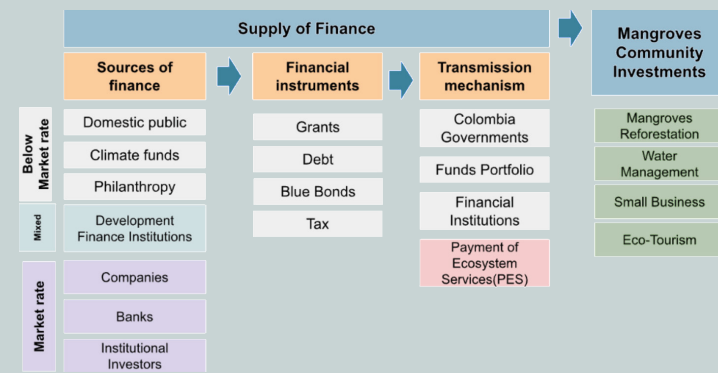 Supply of Finance
Mangroves
Community
Investments
Sources of
finance
Financial
instruments
Transmission
mechanism
Below
Market rate
Domestic public
Climate funds
Philanthropy
Mixed
Development
Finance Institutions
Market rate
Companies
Banks
Institutional
Investors
Grants
Debt
Blue Bonds
Tax
Colombia
Governments
Funds Portfolio
Financial
Institutions
Payment of
Ecosystem
Services(PES)
Mangroves
Reforestation
Water
Management
Small Business
Eco-Tourism